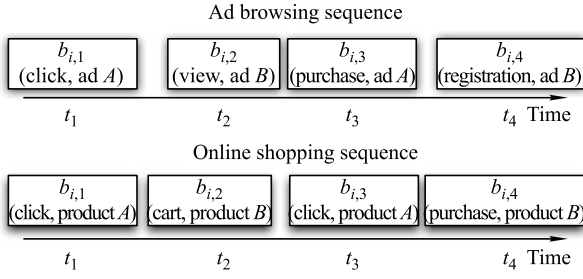 Ad browsing sequence
b_{i,1} b_{i,2} b_{i,3} b_{i,4}
(click, ad A) (view, ad B) (purchase, ad A) (registration, ad B)
t_1 t_2 t_3 t_4 Time
Online shopping sequence
b_{i,1} b_{i,2} b_{i,3} b_{i,4}
(click, product A) (cart, product B) (click, product A) (purchase, product B)
t_1 t_2 t_3 t_4 Time